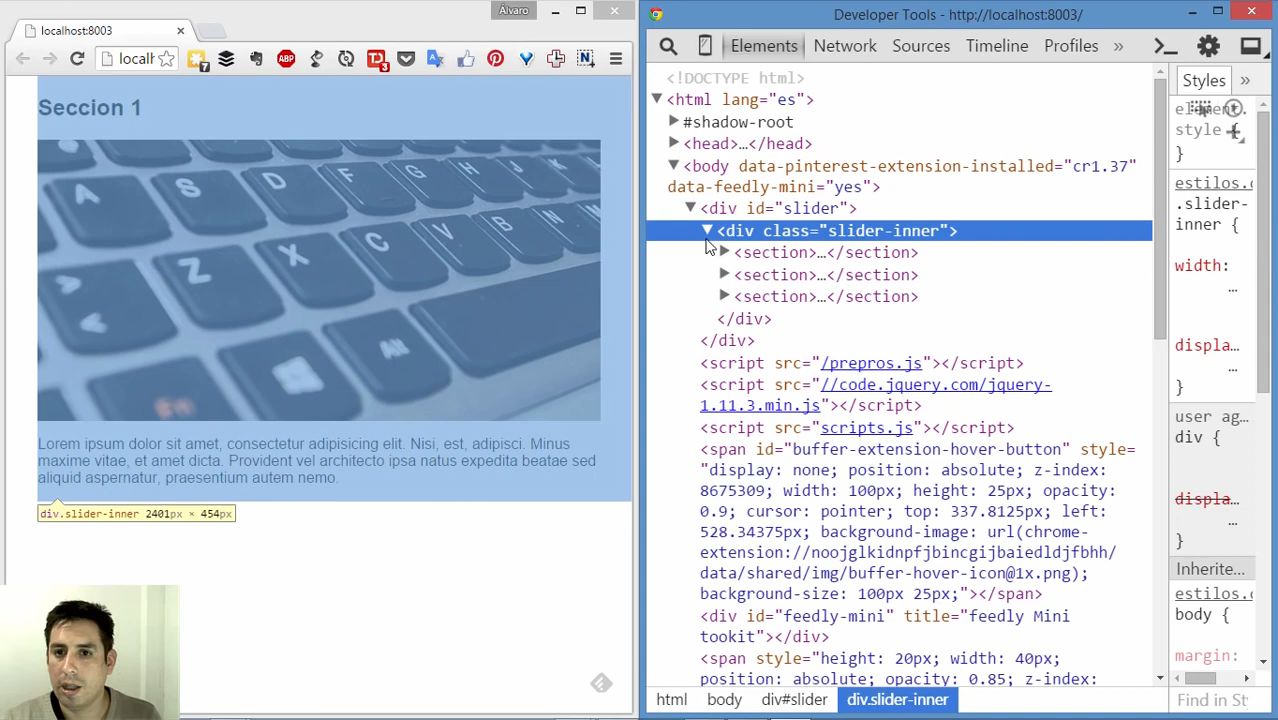 Álvaro
localhost:8003
localh
7
3
Seccion 1
A
S
D
F
G
H
J
Z
X
C
V
B
N
M
Alt
Fn
Lorem ipsum dolor sit amet, consectetur adipisicing elit. Nisi, est, adipisci. Minus
maxime vitae, et amet dicta. Provident vel architecto ipsa natus expedita beatae sed
aliquid aspernatur, praesentium autem nemo.
div.slider-inner 2401px × 454px
Developer Tools - http://localhost:8003/
Elements Network Sources Timeline Profiles »
<!DOCTYPE html>
<html lang="es">
#shadow-root
<head>…</head>
<body data-pinterest-extension-installed="cr1.37"
data-feedly-mini="yes">
<div id="slider">
<div class="slider-inner">
<section>…</section>
<section>…</section>
<section>…</section>
</div>
</div>
<script src="/prepros.js"></script>
<script src="//code.jquery.com/jquery-
1.11.3.min.js"></script>
<script src="scripts.js"></script>
<span id="buffer-extension-hover-button" style=
"display: none; position: absolute; z-index:
8675309; width: 100px; height: 25px; opacity:
0.9; cursor: pointer; top: 337.8125px; left:
528.34375px; background-image: url(chrome-
extension://noojglkidnpfjbincgijbaiedldjfbhh/
data/shared/img/buffer-hover-icon@1x.png);
background-size: 100px 25px;"></span>
<div id="feedly-mini" title="feedly Mini
tookit"></div>
<span style="height: 20px; width: 40px;
position: absolute; opacity: 0.85; z-index:
html body div#slider div.slider-inner
Styles »
element.
style {
}
estilos.c
.slider-
inner {
width:
…
displa…
…
}
user ag…
div {
displa…
…
}
Inherite…
estilos.c
body {
margin:
Find in Sty